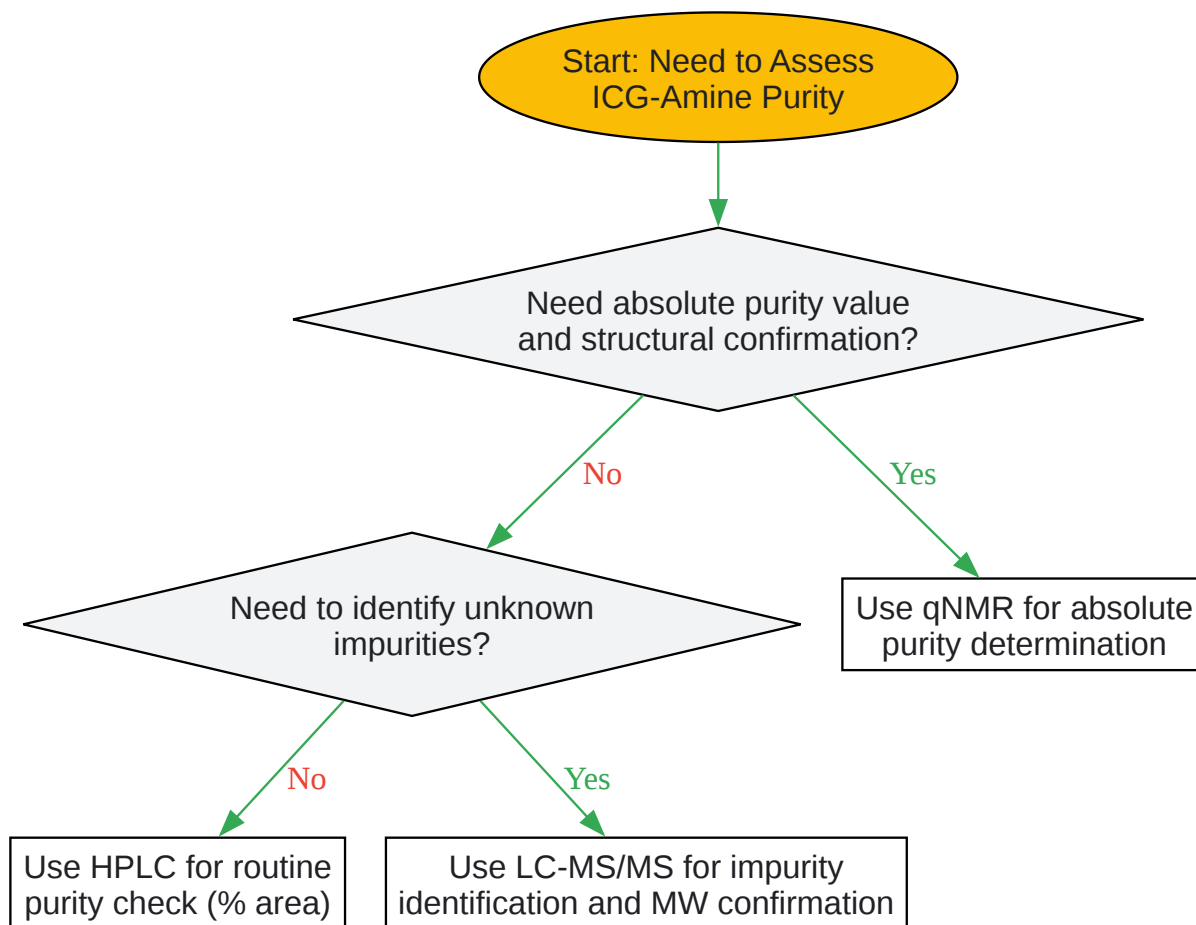 Start: Need to Assess
ICG-Amine Purity
Need absolute purity value
and structural confirmation?
No
Yes
Need to identify unknown
impurities?
Use qNMR for absolute
purity determination
No
Yes
Use HPLC for routine
purity check (% area)
Use LC-MS/MS for impurity
identification and MW confirmation